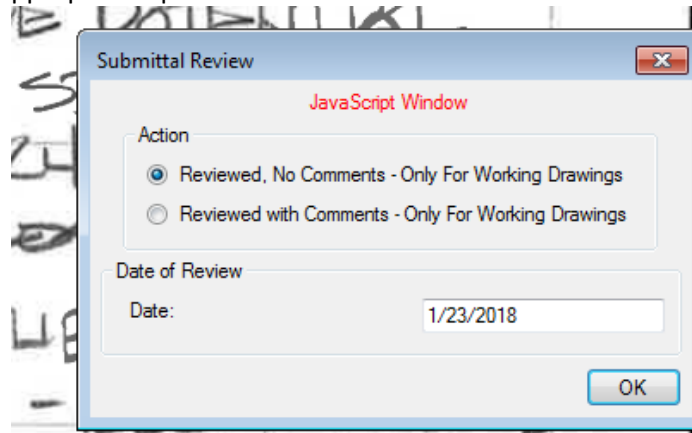 Submittal Review
JavaScript Window
Action
Reviewed, No Comments - Only For Working Drawings
Reviewed with Comments - Only For Working Drawings
Date of Review
Date: 1/23/2018
OK